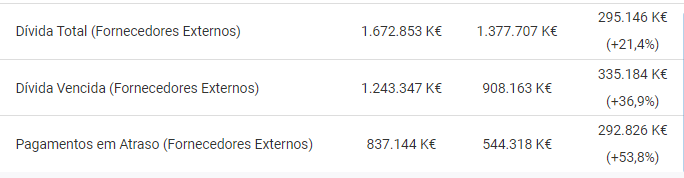 Dívida Total (Fornecedores Externos) 1.672.853 K€ 1.377.707 K€ 295.146 K€
(+21,4%)
Dívida Vencida (Fornecedores Externos) 1.243.347 K€ 908.163 K€ 335.184 K€
(+36,9%)
Pagamentos em Atraso (Fornecedores Externos) 837.144 K€ 544.318 K€ 292.826 K€
(+53,8%)